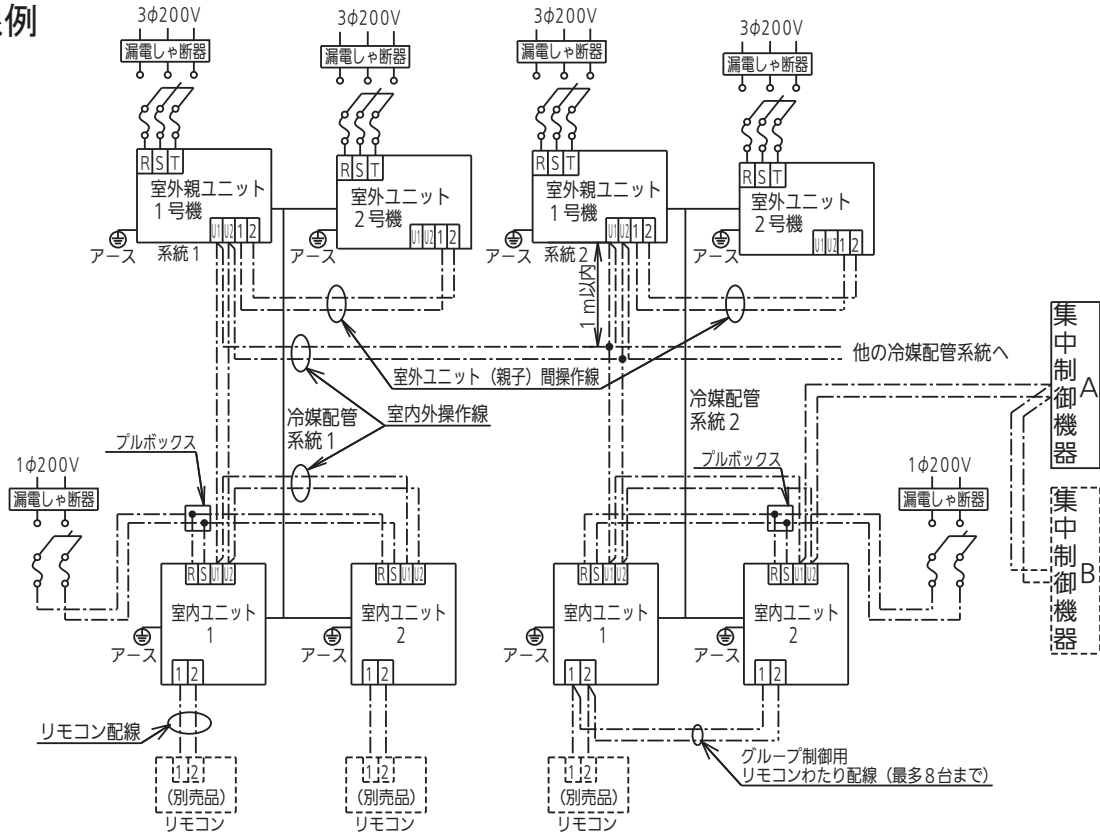 線例
3φ200V
漏電しゃ断器
3φ200V
漏電しゃ断器
3φ200V
漏電しゃ断器
3φ200V
漏電しゃ断器
R S T
室外親ユニット
1号機
U1 U2 1 2
アース
系統1
R S T
室外ユニット
2号機
U1 U2 1 2
アース
R S T
室外親ユニット
1号機
U1 U2 1 2
アース
系統2
R S T
室外ユニット
2号機
U1 U2 1 2
アース
1m以内
他の冷媒配管系統へ
室外ユニット（親子）間操作線
冷媒配管
系統1
室内外操作線
冷媒配管
系統2
集中制御機器
A
集中制御機器
B
プルボックス
プルボックス
1φ200V
漏電しゃ断器
1φ200V
漏電しゃ断器
R S U1 U2
室内ユニット
1
アース
1 2
R S U1 U2
室内ユニット
2
アース
1 2
R S U1 U2
室内ユニット
1
アース
1 2
R S U1 U2
室内ユニット
2
アース
1 2
リモコン配線
グループ制御用
リモコンわたり配線（最多8台まで）
1 2
（別売品）
リモコン
1 2
（別売品）
リモコン
1 2
（別売品）
リモコン